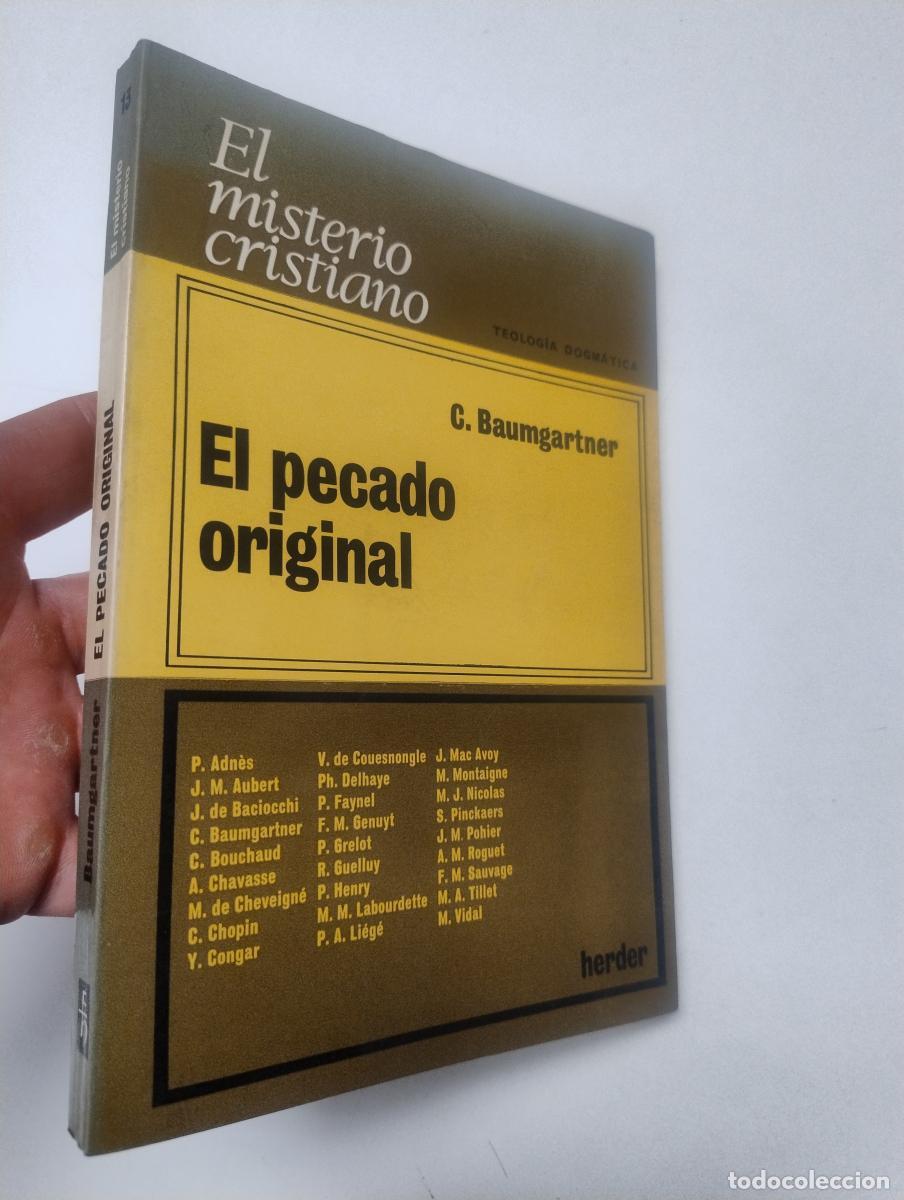 13
El misterio
cristiano
EL PECADO ORIGINAL
Baumgartner
El
misterio
cristiano
TEOLOGÍA DOGMÁTICA
C. Baumgartner
El pecado
original
P. Adnès
J. M. Aubert
J. de Baciocchi
C. Baumgartner
C. Bouchaud
A. Chavasse
M. de Cheveigné
C. Chopin
Y. Congar
V. de Couesnongle
Ph. Delhaye
P. Faynel
F. M. Genuyt
P. Grelot
R. Guelluy
P. Henry
M. M. Labourdette
P. A. Liégé
J. Mac Avoy
M. Montaigne
M. J. Nicolas
S. Pinckaers
J. M. Pohier
A. M. Roguet
F. M. Sauvage
M. A. Tillet
M. Vidal
herder
todocoleccion